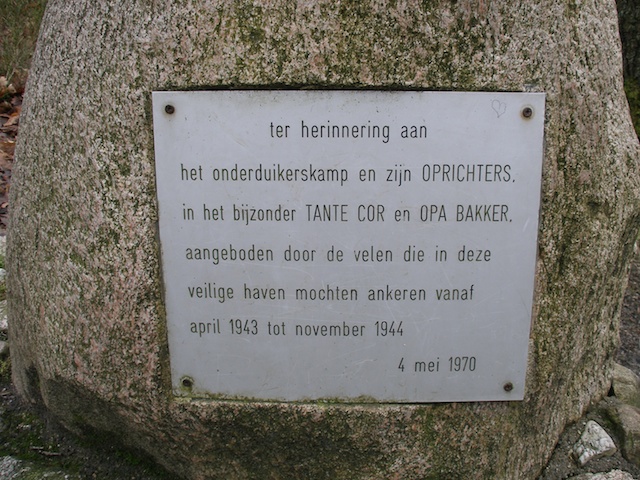 ter herinnering aan
het onderduikerskamp en zijn OPRICHTERS.
in het bijzonder TANTE COR en OPA BAKKER.
aangeboden door de velen die in deze
veilige haven mochten ankeren vanaf
april 1943 tot november 1944
4 mei 1970